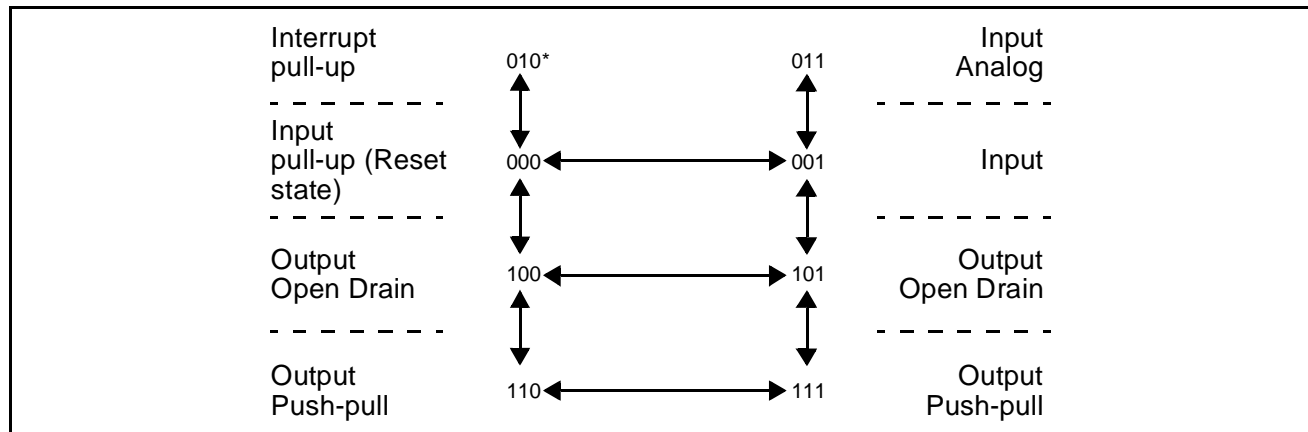 Interrupt
pull-up
010*
011
Input
Analog
Input
pull-up (Reset
state)
000
001
Input
Output
Open Drain
100
101
Output
Open Drain
Output
Push-pull
110
111
Output
Push-pull